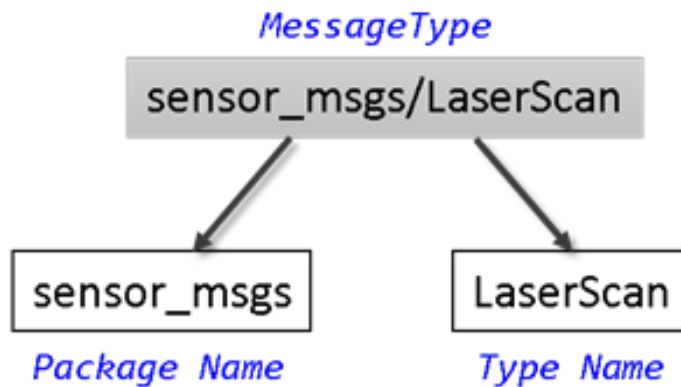 MessageType
sensor_msgs/LaserScan
sensor_msgs
LaserScan
Package Name
Type Name